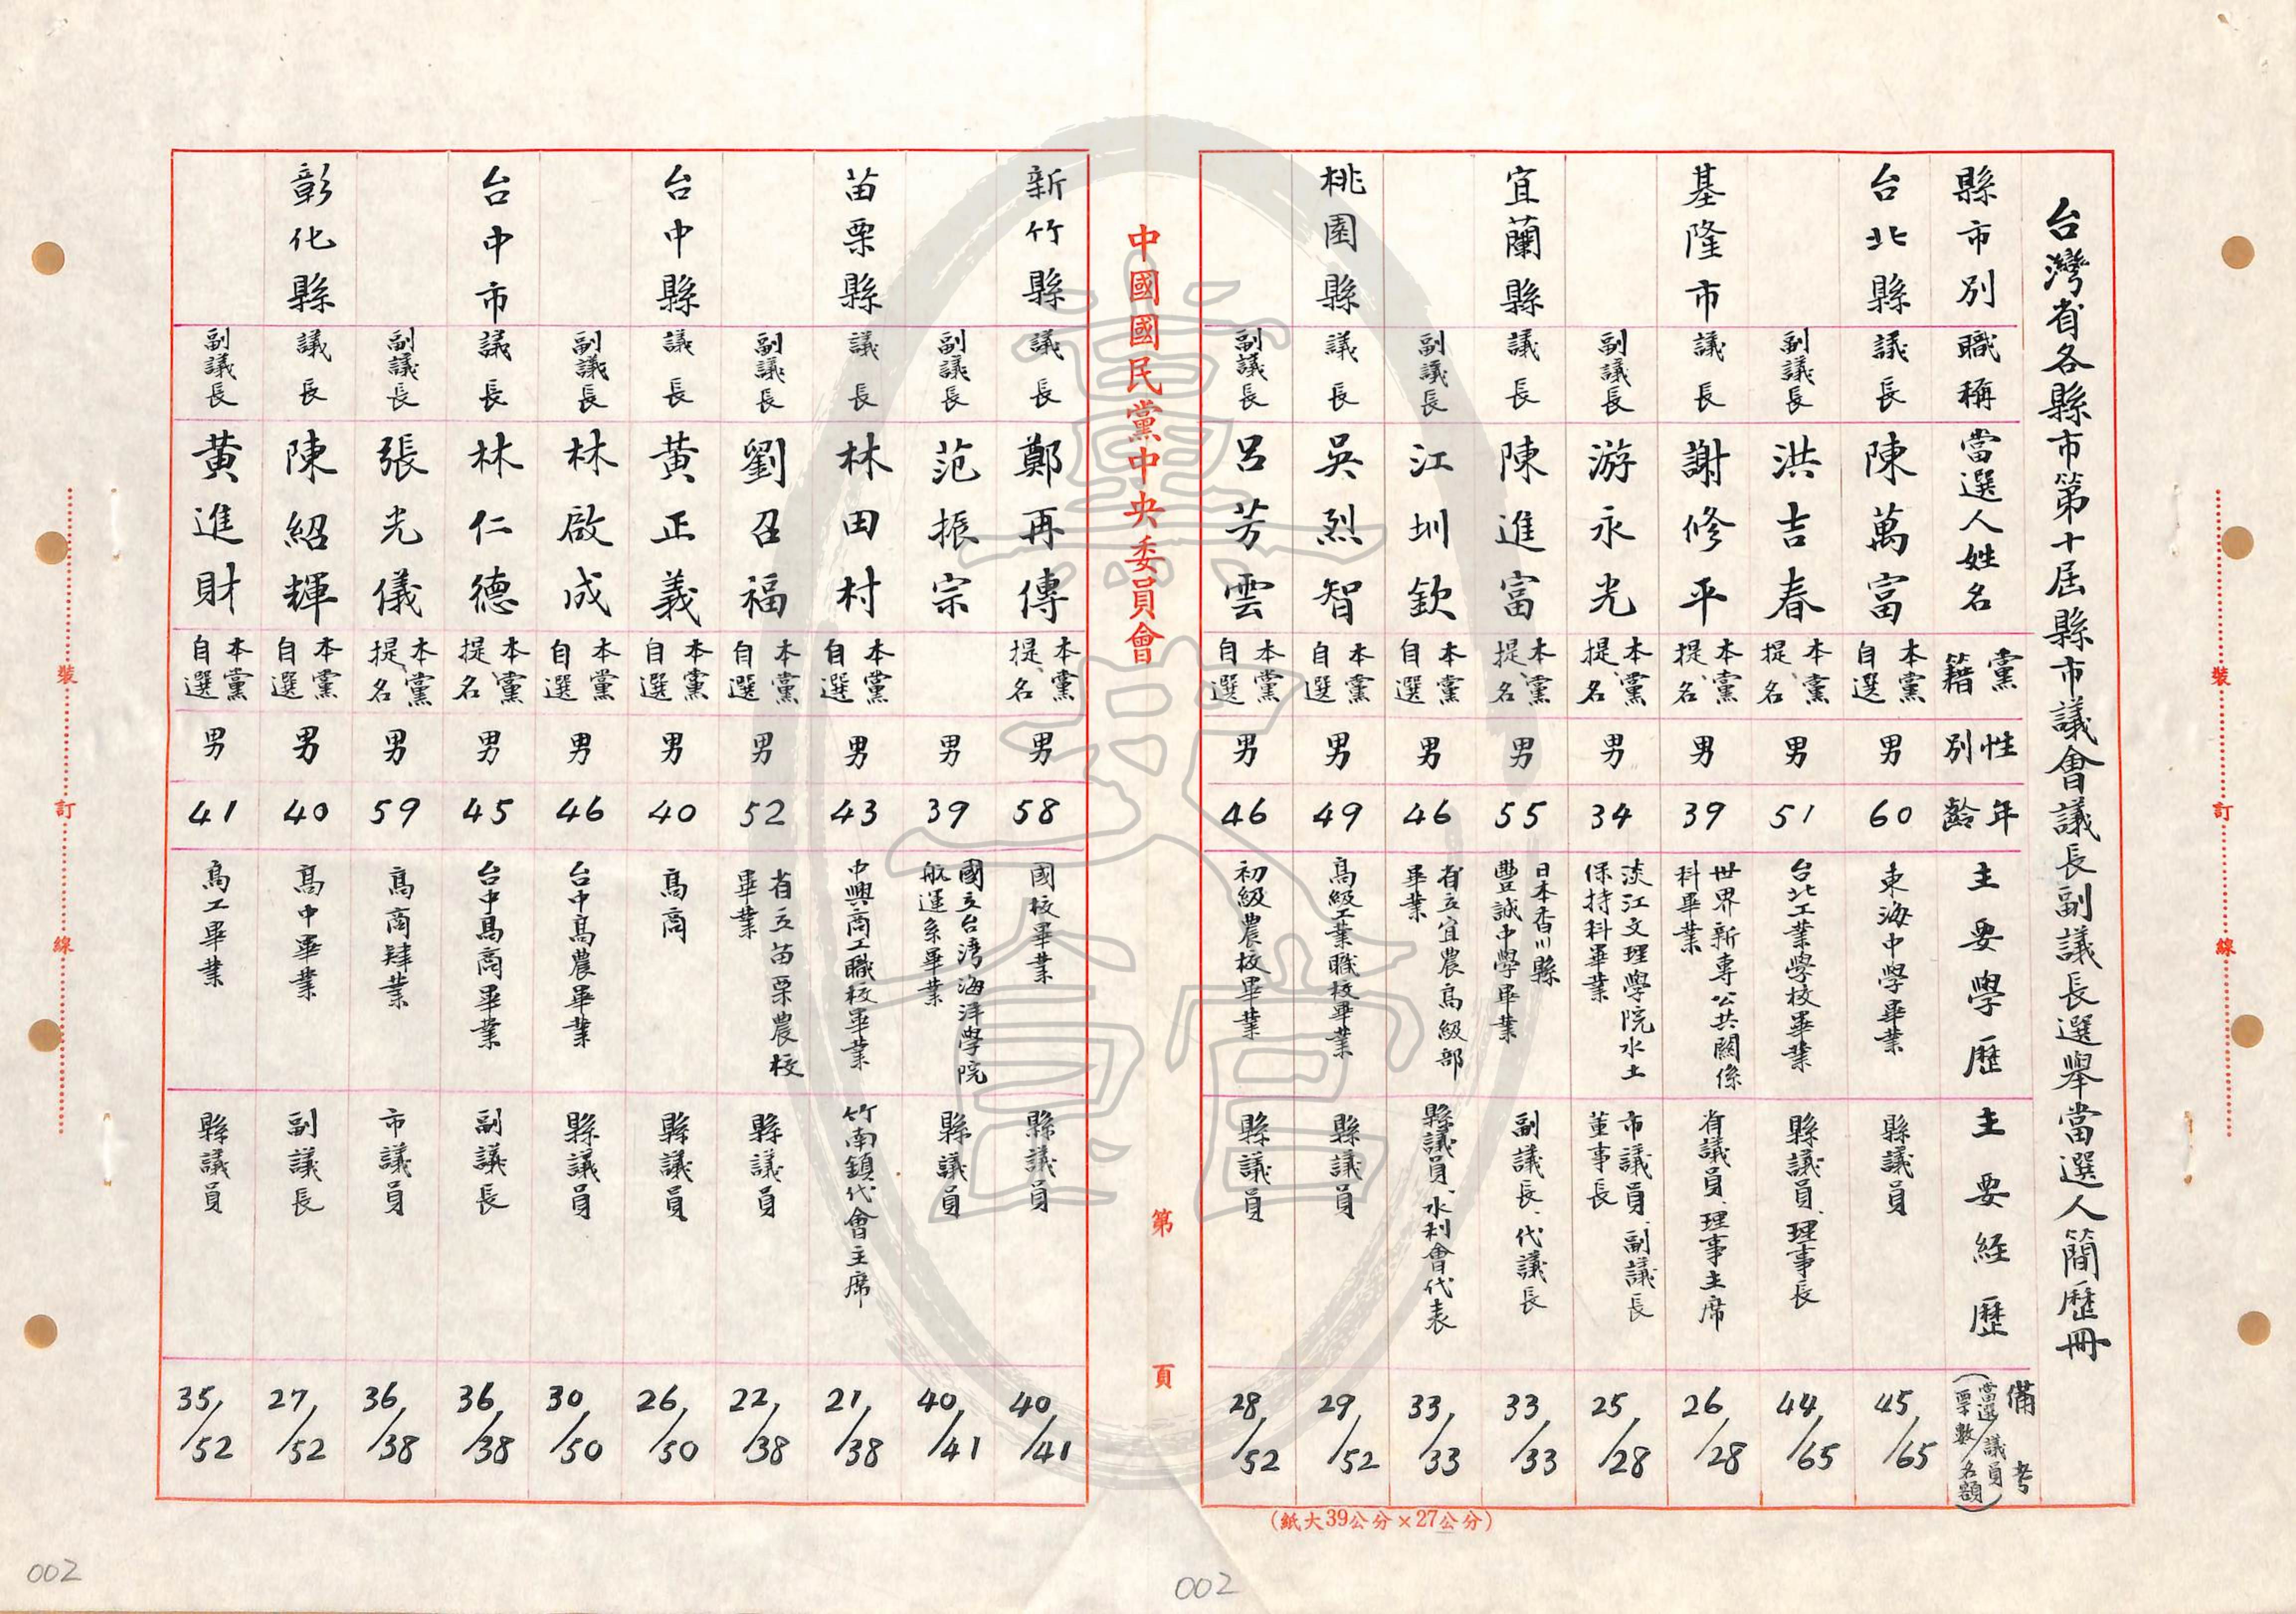 台灣省各縣市第十屆縣市議會議長副議長選舉當選人簡歷冊
縣市別 職稱 當選人姓名 黨籍 性別 年齡 主要學歷 主要經歷 備考(當選票數/議員名額)
台北縣 議長 陳萬富 本黨自選 男 60 東海中學畢業 縣議員 45/65
副議長 洪吉春 本黨提名 男 51 台北工業學校畢業 縣議員、理事長 44/65
基隆市 議長 謝修平 本黨提名 男 39 世界新專公共關係科畢業 省議員、理事主席 26/28
副議長 游永光 本黨提名 男 34 淡江文理學院水土保持科畢業 市議員、副議長董事長 25/28
宜蘭縣 議長 陳進富 本黨提名 男 55 日本香川縣豐誠中學畢業 副議長、代議長 33/33
副議長 江圳欽 本黨自選 男 46 省立宜農高級部畢業 縣議員、水利會代表 33/33
桃園縣 議長 吳烈智 本黨自選 男 49 高級工業職校畢業 縣議員 29/52
副議長 呂芳雲 本黨自選 男 46 初級農校畢業 縣議員 28/52
(紙大39公分×27公分)
中國國民黨中央委員會 第 頁
新竹縣 議長 鄭再傳 本黨提名 男 58 國校畢業 縣議員 40/41
副議長 范振宗 男 39 國立台湾海洋學院航運系畢業 縣議員 40/41
苗栗縣 議長 林田村 本黨自選 男 43 中興商工職校畢業 竹南鎮代會主席 21/38
副議長 劉召福 本黨自選 男 52 省立苗栗農校畢業 縣議員 22/38
台中縣 議長 黃正義 本黨自選 男 40 高商 縣議員 26/50
副議長 林啟成 本黨自選 男 46 台中高農畢業 縣議員 30/50
台中市 議長 林仁德 本黨提名 男 45 台中高商畢業 副議長 36/38
副議長 張光儀 本黨提名 男 59 高商肄業 市議員 36/38
彰化縣 議長 陳紹輝 本黨自選 男 40 高中畢業 副議長 27/52
副議長 黃進財 本黨自選 男 41 高工畢業 縣議員 35/52
裝 訂 線
裝 訂 線
002
002